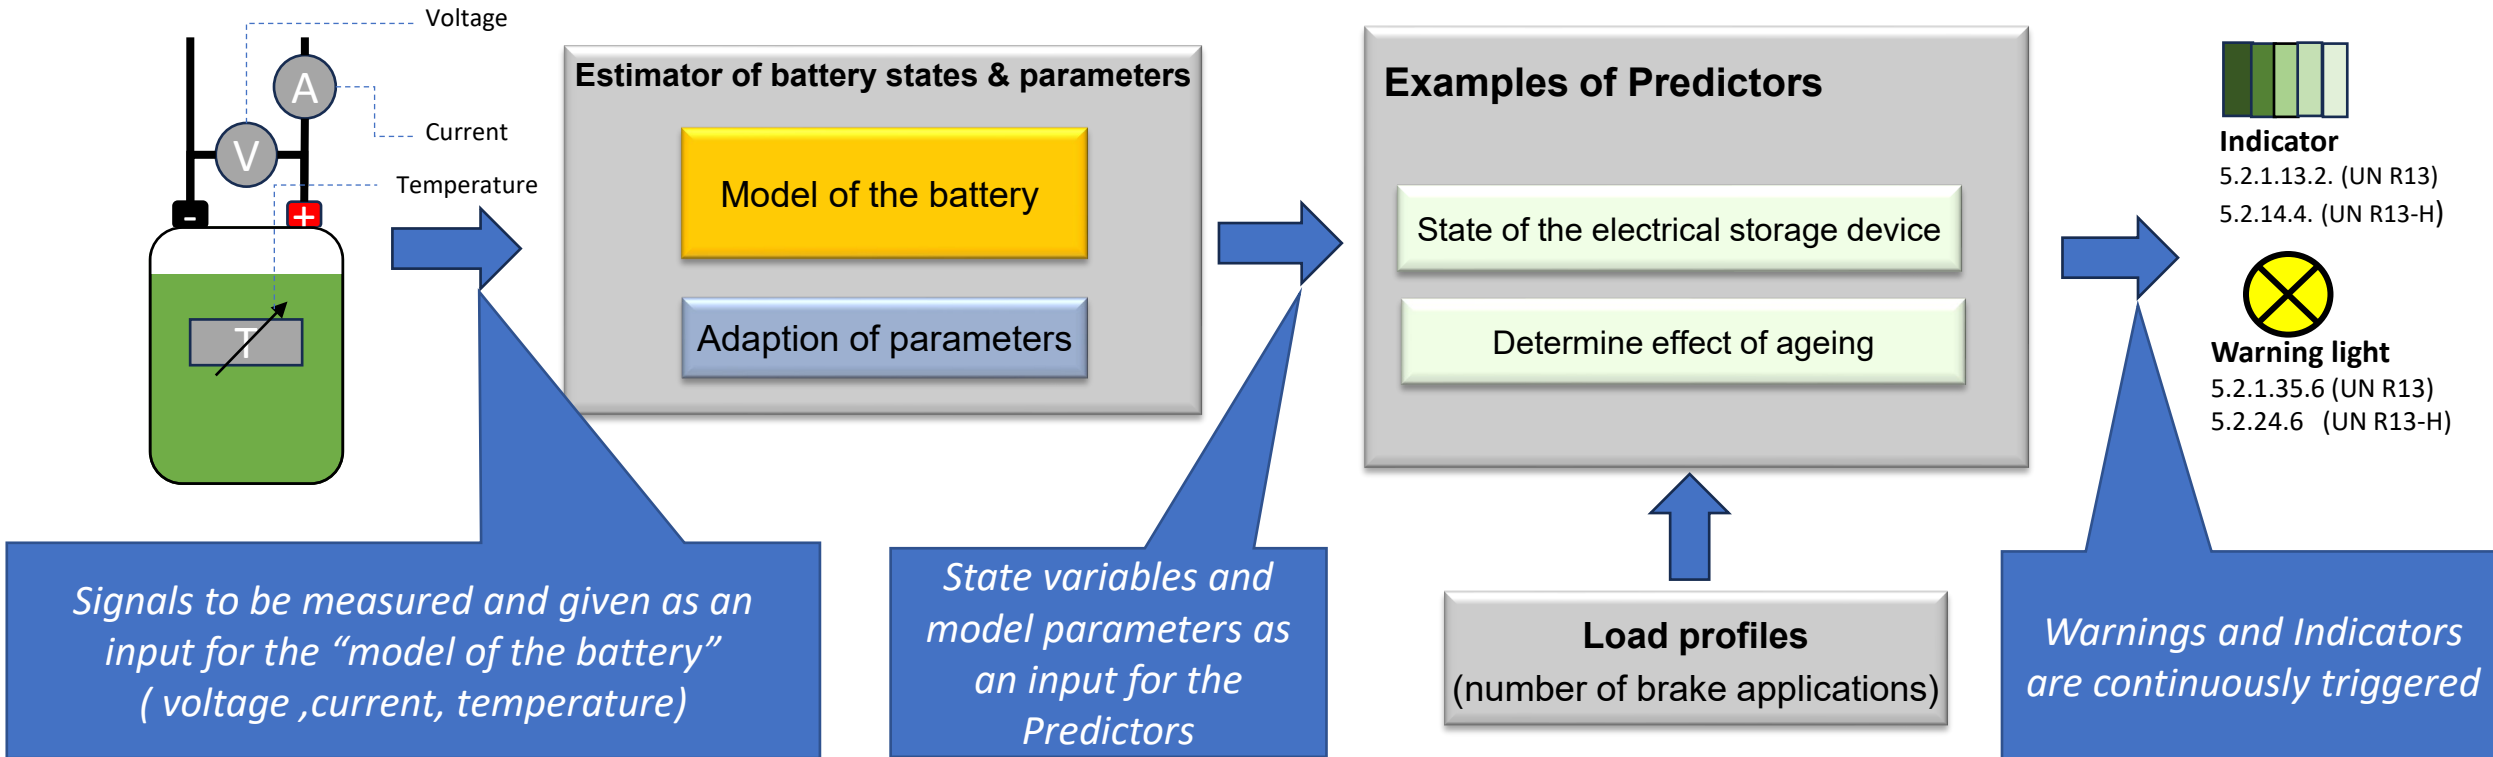 Voltage
A
Current
V
Temperature
-
+
T
Estimator of battery states & parameters
Model of the battery
Adaption of parameters
Examples of Predictors
State of the electrical storage device
Determine effect of ageing
Indicator
5.2.1.13.2. (UN R13)
5.2.14.4. (UN R13-H)
Warning light
5.2.1.35.6 (UN R13)
5.2.24.6 (UN R13-H)
Signals to be measured and given as an
input for the “model of the battery”
( voltage ,current, temperature)
State variables and
model parameters as
an input for the
Predictors
Load profiles
(number of brake applications)
Warnings and Indicators
are continuously triggered